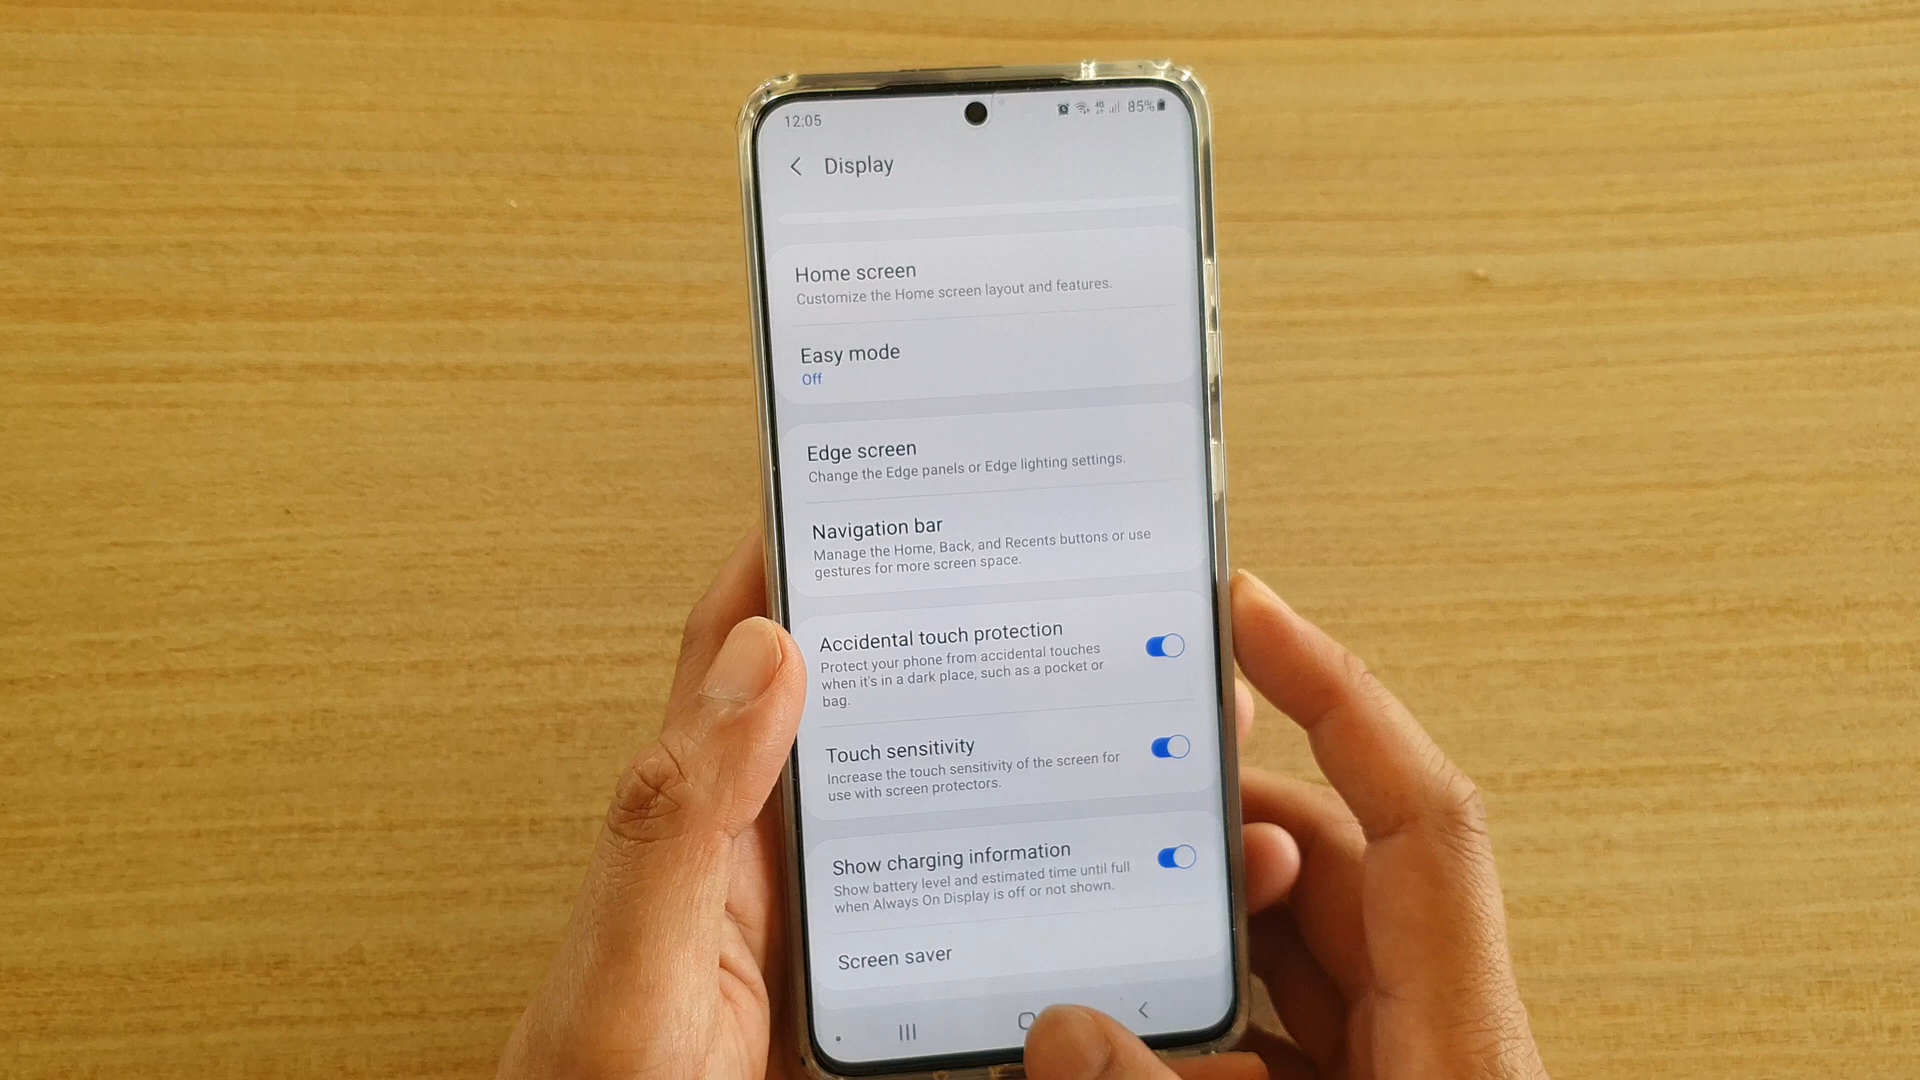 12:05
4G
85%
Display
Home screen
Customize the Home screen layout and features.
Easy mode
Off
Edge screen
Change the Edge panels or Edge lighting settings.
Navigation bar
Manage the Home, Back, and Recents buttons or use
gestures for more screen space.
Accidental touch protection
Protect your phone from accidental touches
when it's in a dark place, such as a pocket or
bag.
Touch sensitivity
Increase the touch sensitivity of the screen for
use with screen protectors.
Show charging information
Show battery level and estimated time until full
when Always On Display is off or not shown.
Screen saver